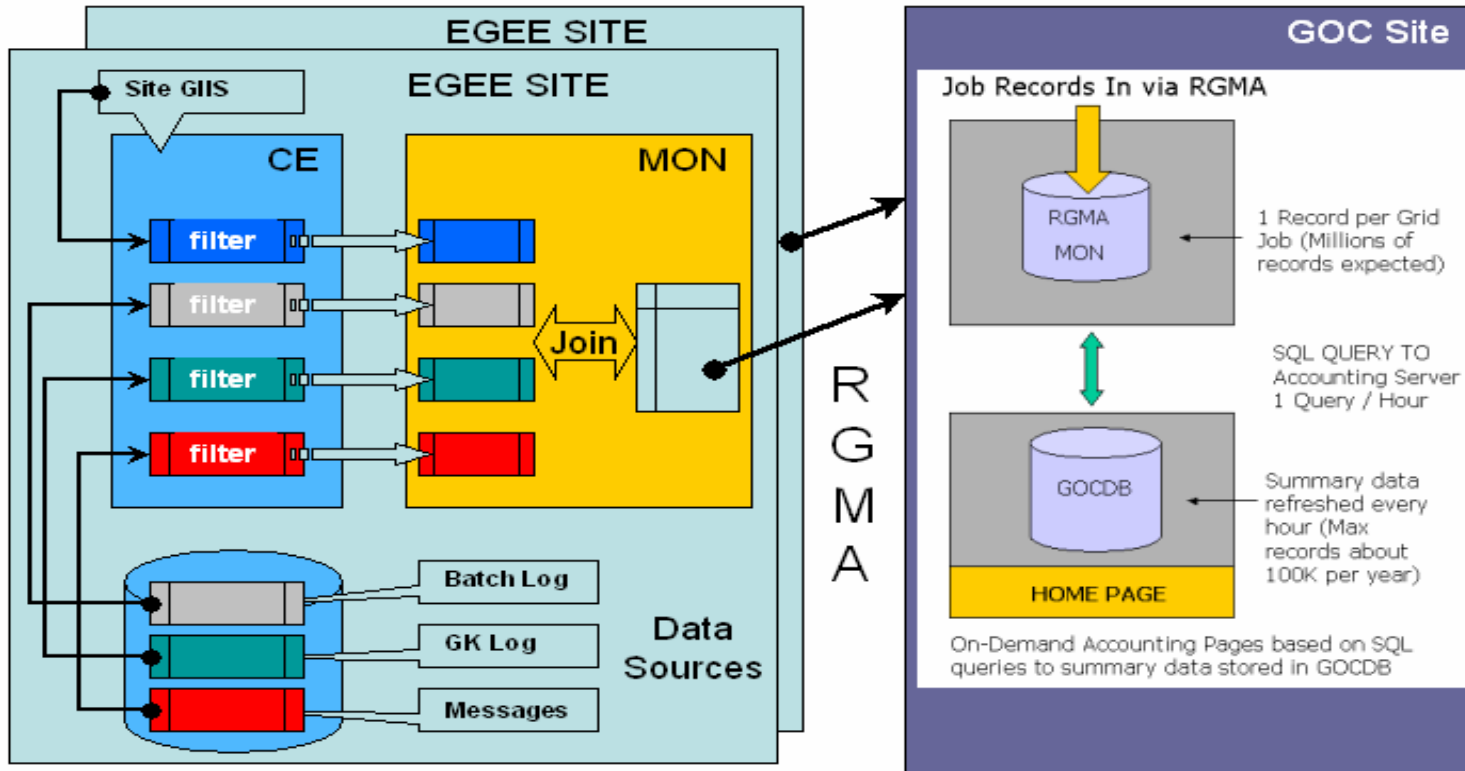 EGEE SITE
EGEE SITE
Site GIIS
CE
MON
filter
filter
filter
filter
Join
Batch Log
GK Log
Messages
Data
Sources
R
G
M
A
GOC Site
Job Records In via RGMA
RGMA
MON
1 Record per Grid
Job (Millions of
records expected)
SQL QUERY TO
Accounting Server
1 Query / Hour
GOCDB
Summary data
refreshed every
hour (Max
records about
100K per year)
HOME PAGE
On-Demand Accounting Pages based on SQL
queries to summary data stored in GOCDB